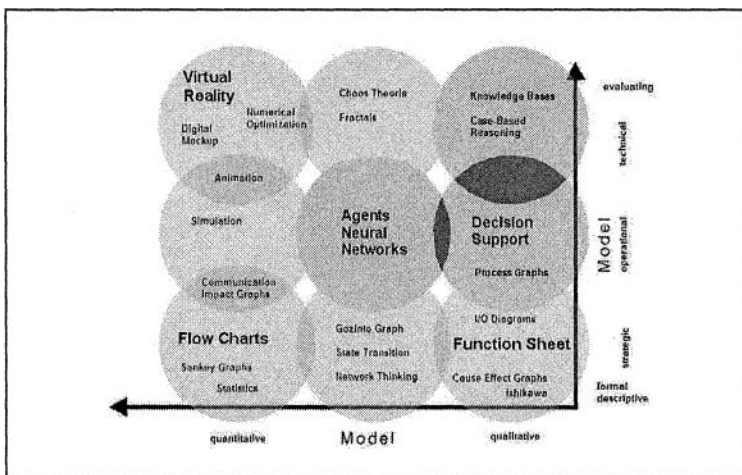 Virtual
Reality
Numerical
Optimization
Digital
Mockup
Chaos Theorie
Fractals
Knowledge Bases
Case-Based
Reasoning
evaluating
technical
Animation
Simulation
Agents
Neural
Networks
Decision
Support
Process Graphs
Model
operational
Communication
Impact Graphs
Flow Charts
Sankey Graphs
Statistics
Gozinto Graph
State Transition
Network Thinking
I/O Diagrams
Function Sheet
Cause Effect Graphs
Ishikawa
strategic
formal
descriptive
quantitative
Model
qualitative